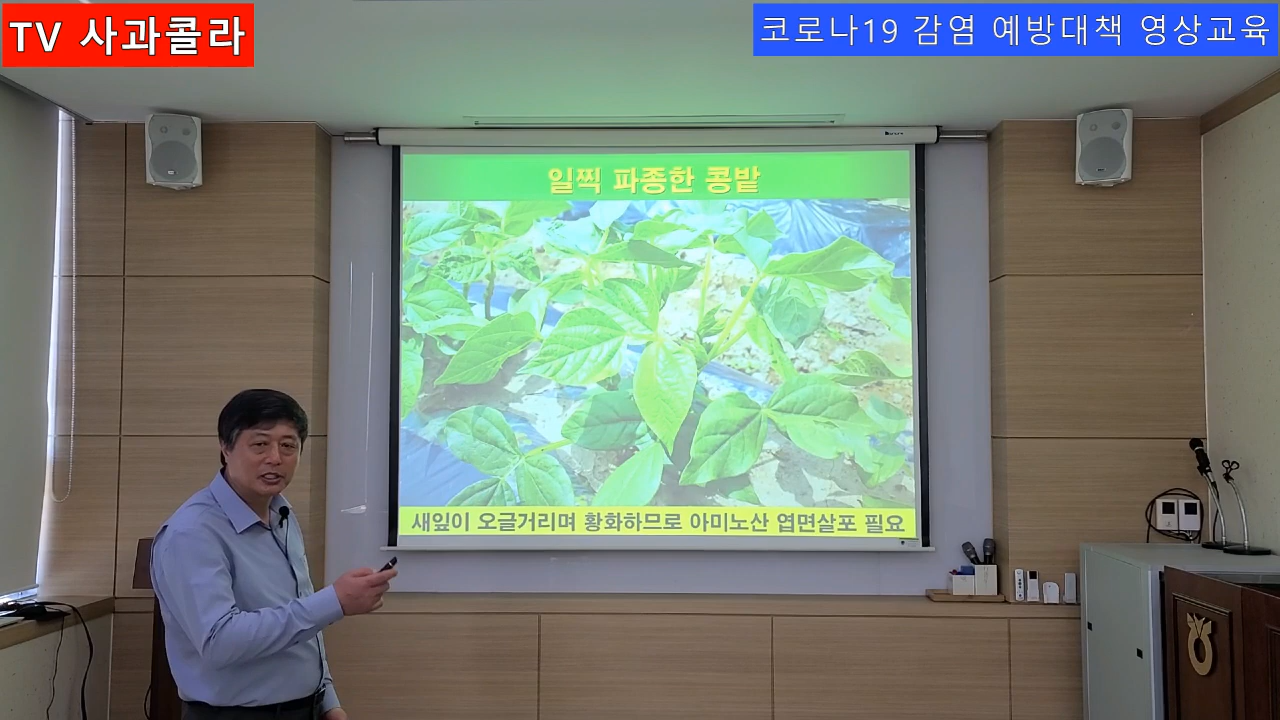 TV 사과콜라
코로나19 감염 예방대책 영상교육
일찍 파종한 콩밭
새잎이 오글거리며 황화하므로 아미노산 엽면살포 필요